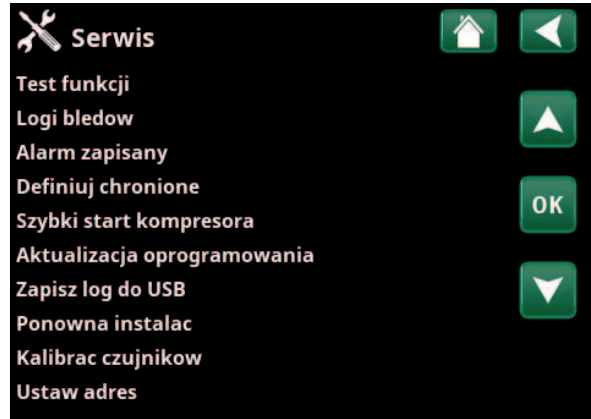 Serwis
Test funkcji
Logi bledow
Alarm zapisany
Definiuj chronione
Szybki start kompresora
OK
Aktualizacja oprogramowania
Zapisz log do USB
Ponowna instalac
Kalibrac czujnikow
Ustaw adres